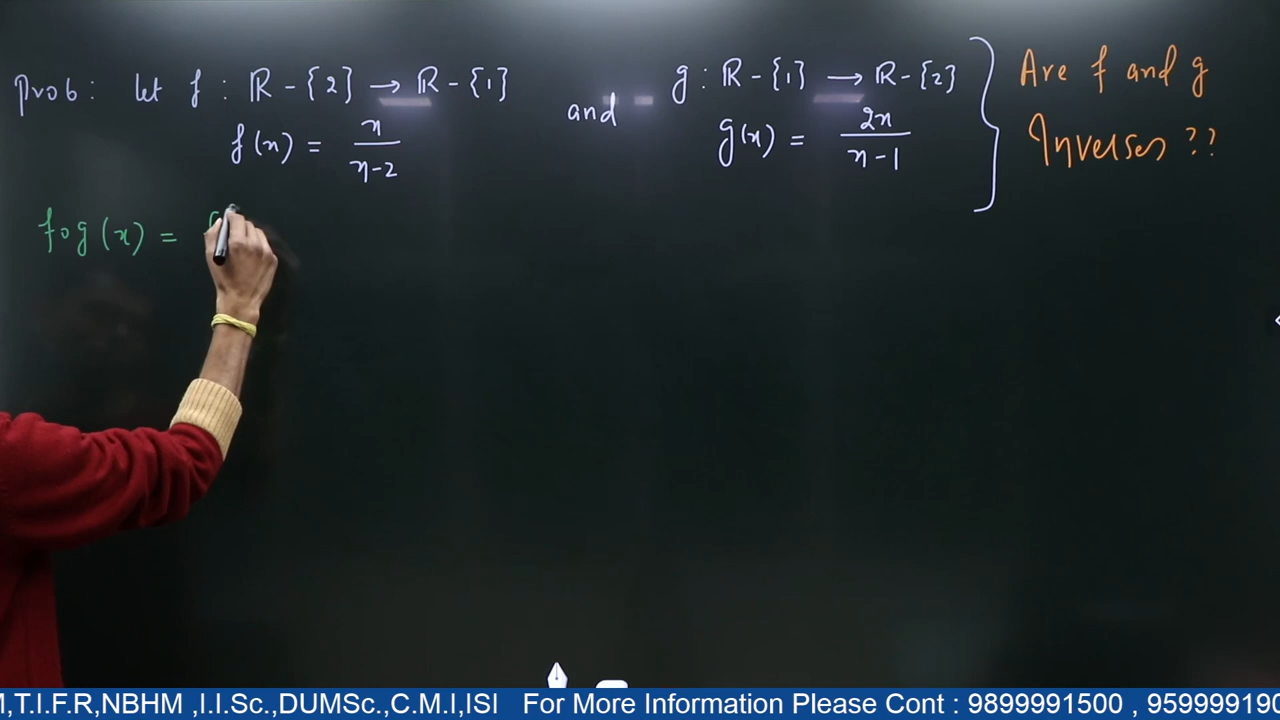 Prob: let f : ℝ - {2} → ℝ - {1} and g : ℝ - {1} → ℝ - {2} } Are f and g
f(x) = x/(x-2) g(x) = 2x/(x-1) Inverses ??
fog(x) =
M,T.I.F.R,NBHM ,I.I.Sc.,DUMSc.,C.M.I,ISI For More Information Please Cont : 9899991500 , 959999190